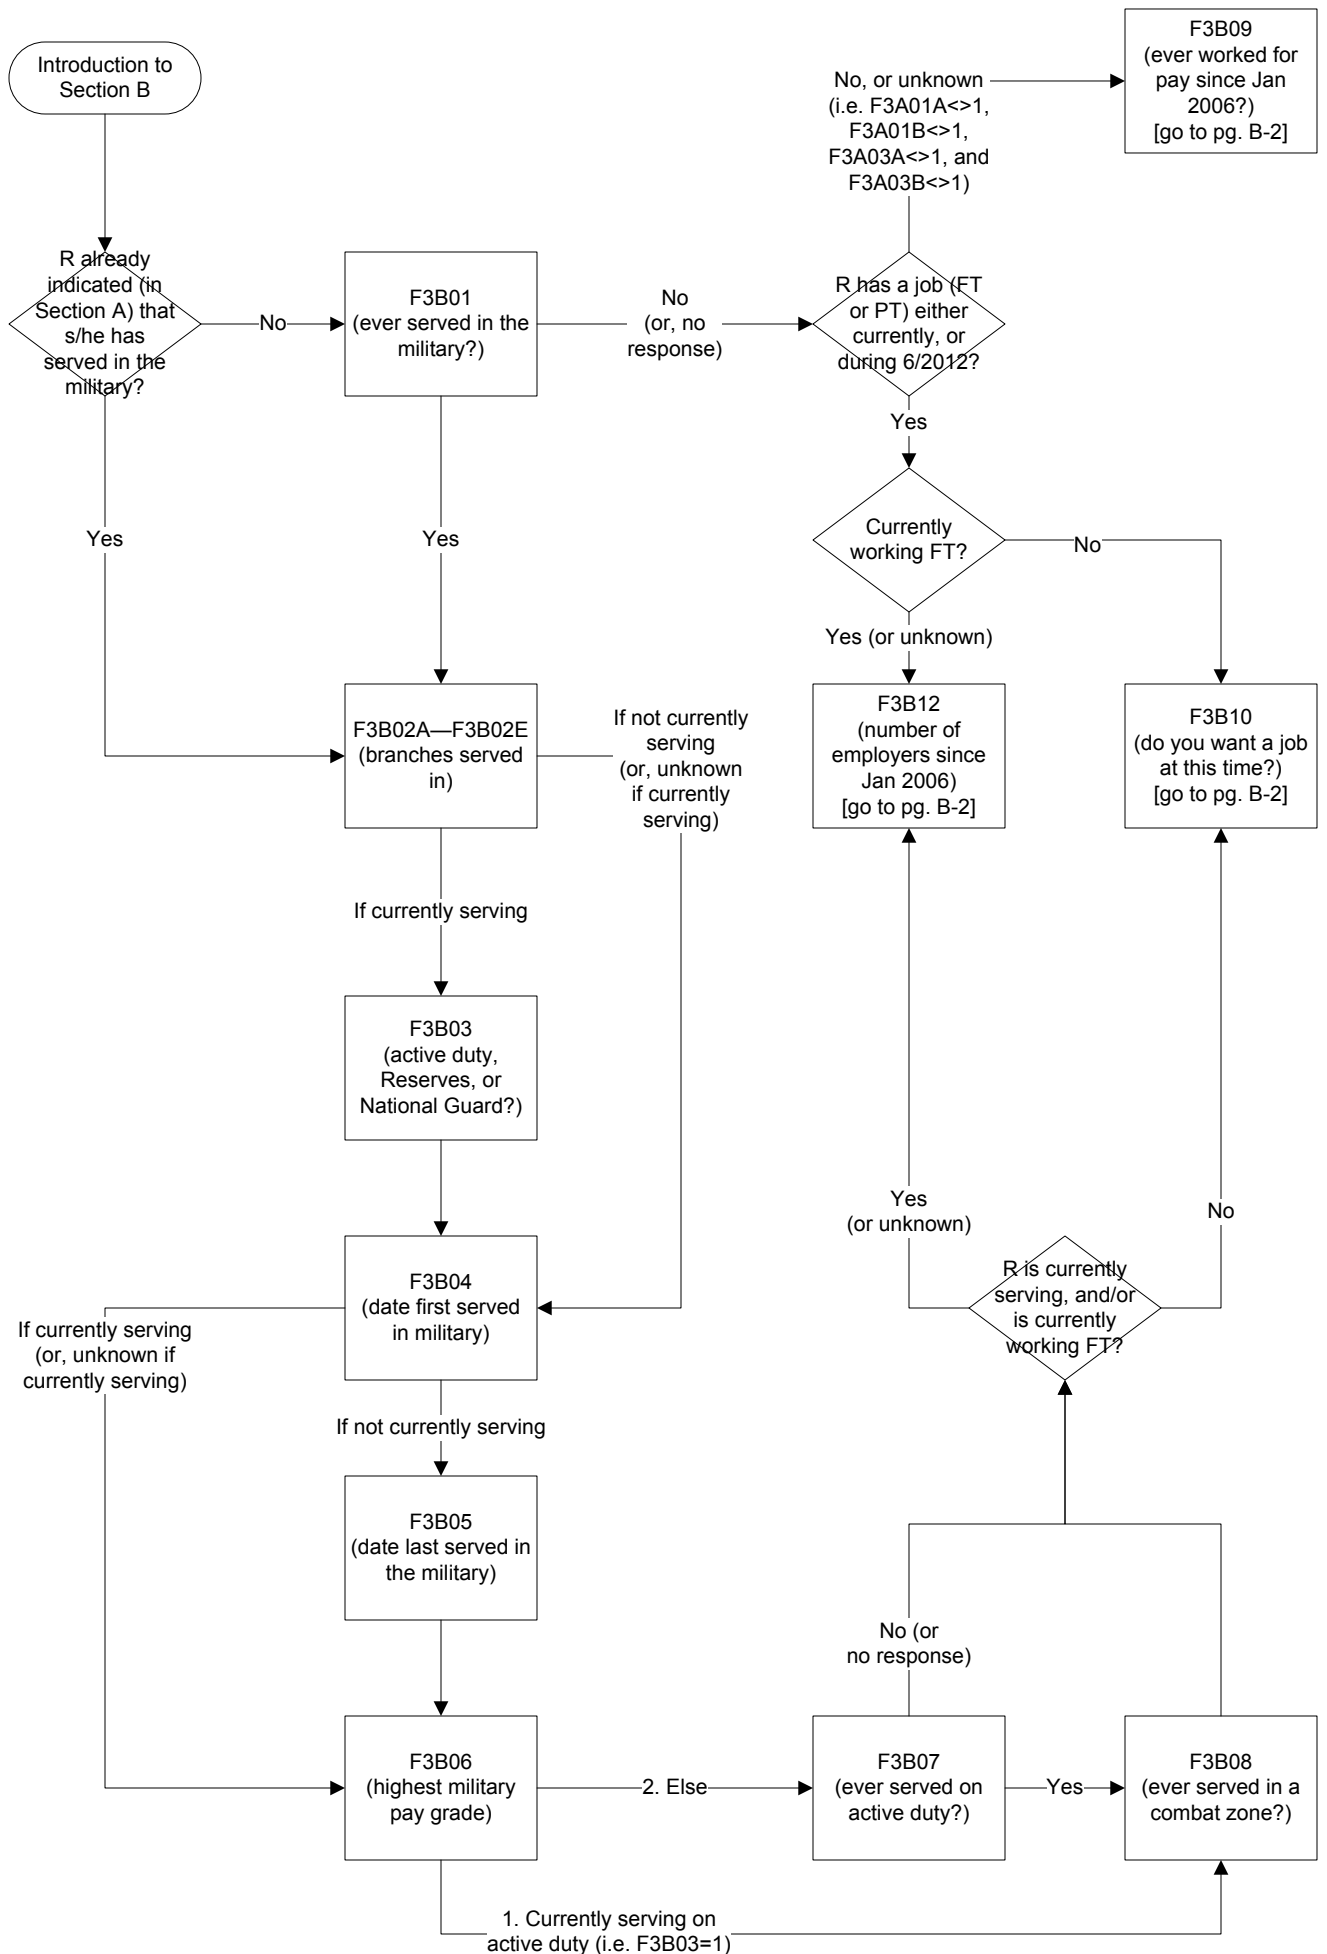 Introduction to
Section B
R already
indicated (in
Section A) that
s/he has
served in the
military?
No
F3B01
(ever served in the
military?)
No
(or, no
response)
R has a job (FT
or PT) either
currently, or
during 6/2012?
No, or unknown
(i.e. F3A01A<>1,
F3A01B<>1,
F3A03A<>1, and
F3A03B<>1)
F3B09
(ever worked for
pay since Jan
2006?)
[go to pg. B-2]
Yes
Currently
working FT?
No
Yes
Yes
Yes (or unknown)
F3B02A—F3B02E
(branches served
in)
If not currently
serving
(or, unknown
if currently
serving)
F3B12
(number of
employers since
Jan 2006)
[go to pg. B-2]
F3B10
(do you want a job
at this time?)
[go to pg. B-2]
If currently serving
F3B03
(active duty,
Reserves, or
National Guard?)
Yes
(or unknown)
No
F3B04
(date first served
in military)
R is currently
serving, and/or
is currently
working FT?
If currently serving
(or, unknown if
currently serving)
If not currently serving
F3B05
(date last served in
the military)
No (or
no response)
F3B06
(highest military
pay grade)
2. Else
F3B07
(ever served on
active duty?)
Yes
F3B08
(ever served in a
combat zone?)
1. Currently serving on
active duty (i.e. F3B03=1)